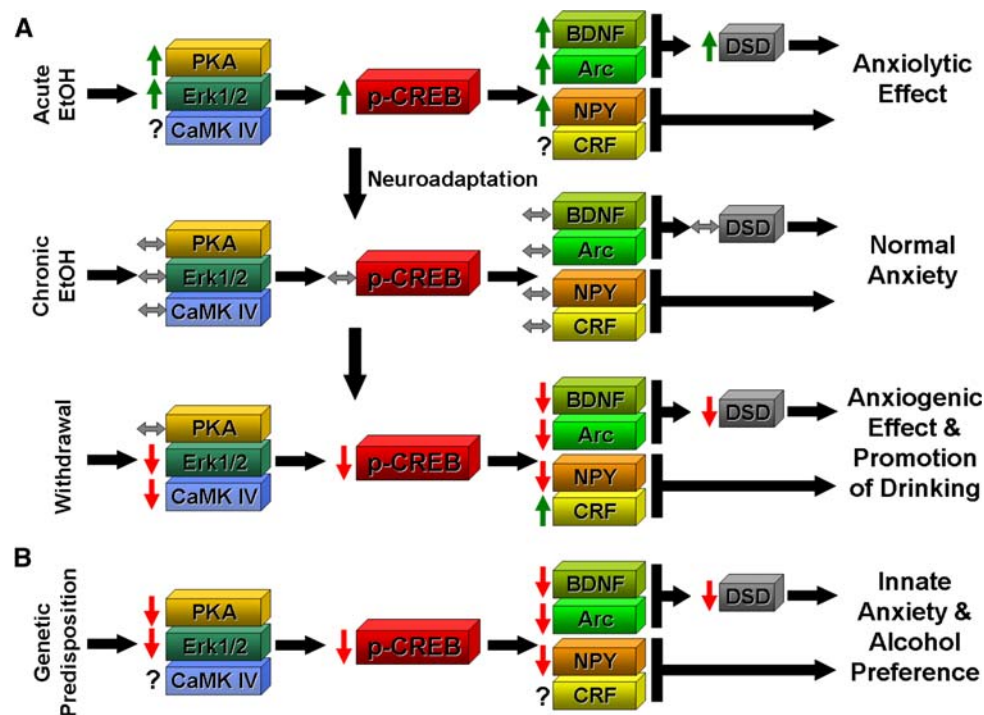 A
Acute
EtOH
PKA
Erk1/2
? CaMK IV
p-CREB
BDNF
Arc
NPY
? CRF
DSD
Anxiolytic
Effect
Neuroadaptation
Chronic
EtOH
PKA
Erk1/2
CaMK IV
p-CREB
BDNF
Arc
NPY
CRF
DSD
Normal
Anxiety
Withdrawal
PKA
Erk1/2
CaMK IV
p-CREB
BDNF
Arc
NPY
CRF
DSD
Anxiogenic
Effect &
Promotion
of Drinking
B
Genetic
Predisposition
PKA
Erk1/2
? CaMK IV
p-CREB
BDNF
Arc
NPY
? CRF
DSD
Innate
Anxiety &
Alcohol
Preference